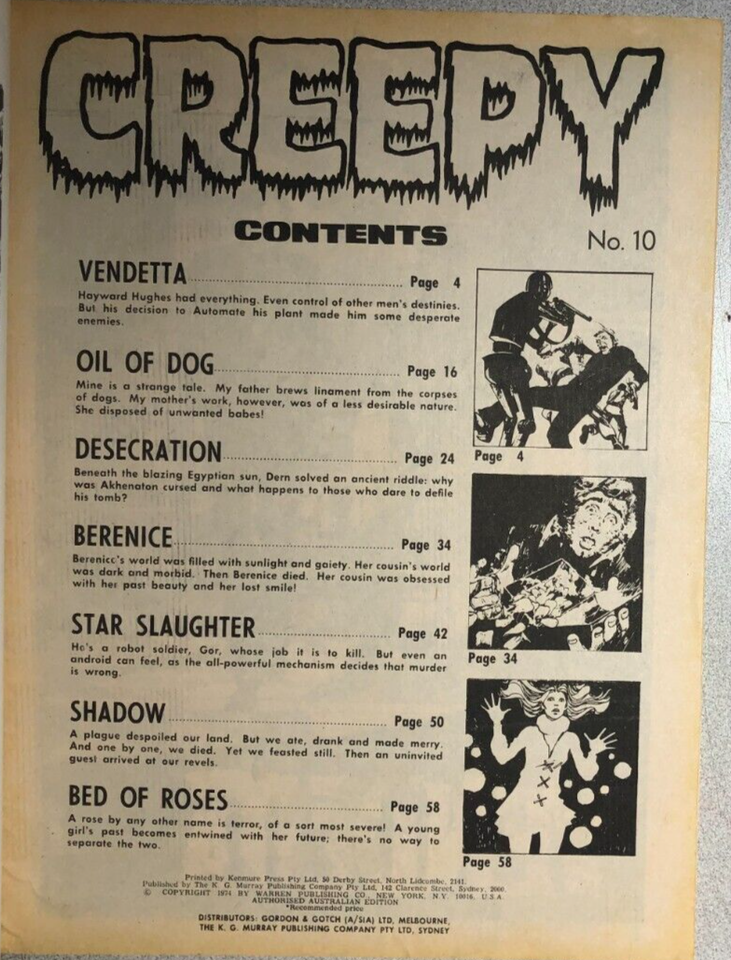 CREEPY
CONTENTS
No. 10
VENDETTA........................ Page 4
Hayward Hughes had everything. Even control of other men's destinies.
But his decision to Automate his plant made him some desperate
enemies.
OIL OF DOG........................ Page 16
Mine is a strange tale. My father brews linament from the corpses
of dogs. My mother's work, however, was of a less desirable nature.
She disposed of unwanted babes!
DESECRATION........................ Page 24
Beneath the blazing Egyptian sun, Dern solved an ancient riddle: why
was Akhenaton cursed and what happens to those who dare to defile
his tomb?
BERENICE........................ Page 34
Berenice's world was filled with sunlight and gaiety. Her cousin's world
was dark and morbid. Then Berenice died. Her cousin was obsessed
with her past beauty and her lost smile!
STAR SLAUGHTER........................ Page 42
He's a robot soldier, Gor, whose job it is to kill. But even an
android can feel, as the all-powerful mechanism decides that murder
is wrong.
SHADOW........................ Page 50
A plague despoiled our land. But we ate, drank and made merry.
And one by one, we died. Yet we feasted still. Then an uninvited
guest arrived at our revels.
BED OF ROSES........................ Page 58
A rose by any other name is terror, of a sort most severe! A young
girl's past becomes entwined with her future; there's no way to
separate the two.
Page 4
Page 34
Page 58
Printed by Kenmure Press Pty Ltd, 50 Derby Street, North Lidcombe, 2141.
Published by The K. G. Murray Publishing Company Pty Ltd, 142 Clarence Street, Sydney, 2000.
© COPYRIGHT 1974 BY WARREN PUBLISHING CO., NEW YORK, N.Y. 10016, U.S.A.
AUTHORISED AUSTRALIAN EDITION
*Recommended price
DISTRIBUTORS: GORDON & GOTCH (A/SIA) LTD, MELBOURNE,
THE K. G. MURRAY PUBLISHING COMPANY PTY LTD, SYDNEY